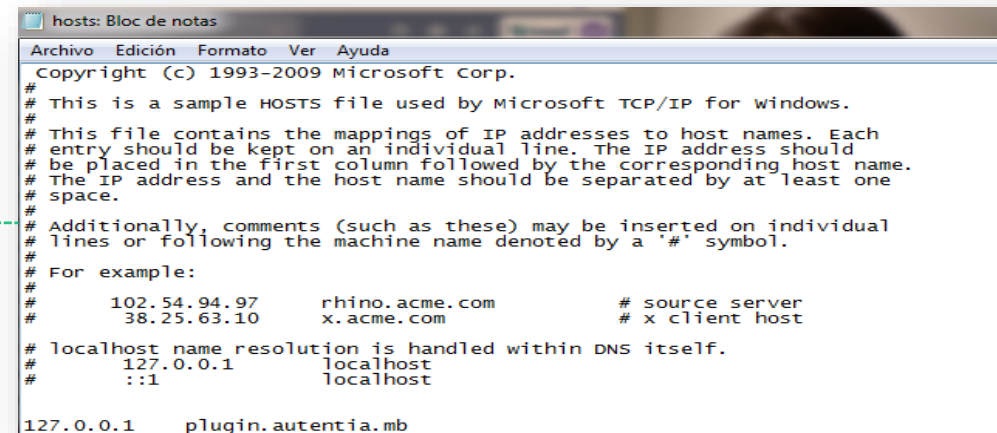 hosts: Bloc de notas
Archivo Edición Formato Ver Ayuda
Copyright (c) 1993-2009 Microsoft Corp.
#
# This is a sample HOSTS file used by Microsoft TCP/IP for Windows.
#
# This file contains the mappings of IP addresses to host names. Each
# entry should be kept on an individual line. The IP address should
# be placed in the first column followed by the corresponding host name.
# The IP address and the host name should be separated by at least one
# space.
#
# Additionally, comments (such as these) may be inserted on individual
# lines or following the machine name denoted by a '#' symbol.
#
# For example:
#
#      102.54.94.97     rhino.acme.com          # source server
#       38.25.63.10     x.acme.com              # x client host

# localhost name resolution is handled within DNS itself.
#       127.0.0.1       localhost
#       ::1             localhost

127.0.0.1    plugin.autentia.mb